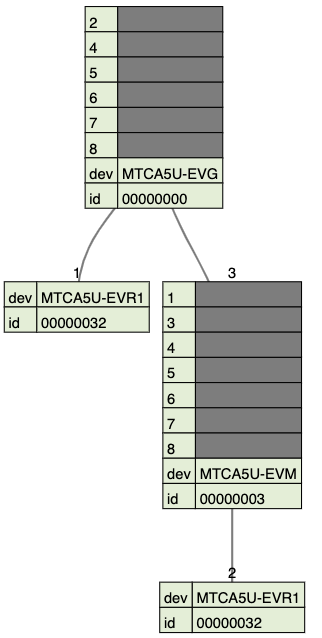 2
4
5
6
7
8
dev MTCA5U-EVG
id 00000000
1
dev MTCA5U-EVR1
id 00000032
3
1
3
4
5
6
7
8
dev MTCA5U-EVM
id 00000003
2
dev MTCA5U-EVR1
id 00000032